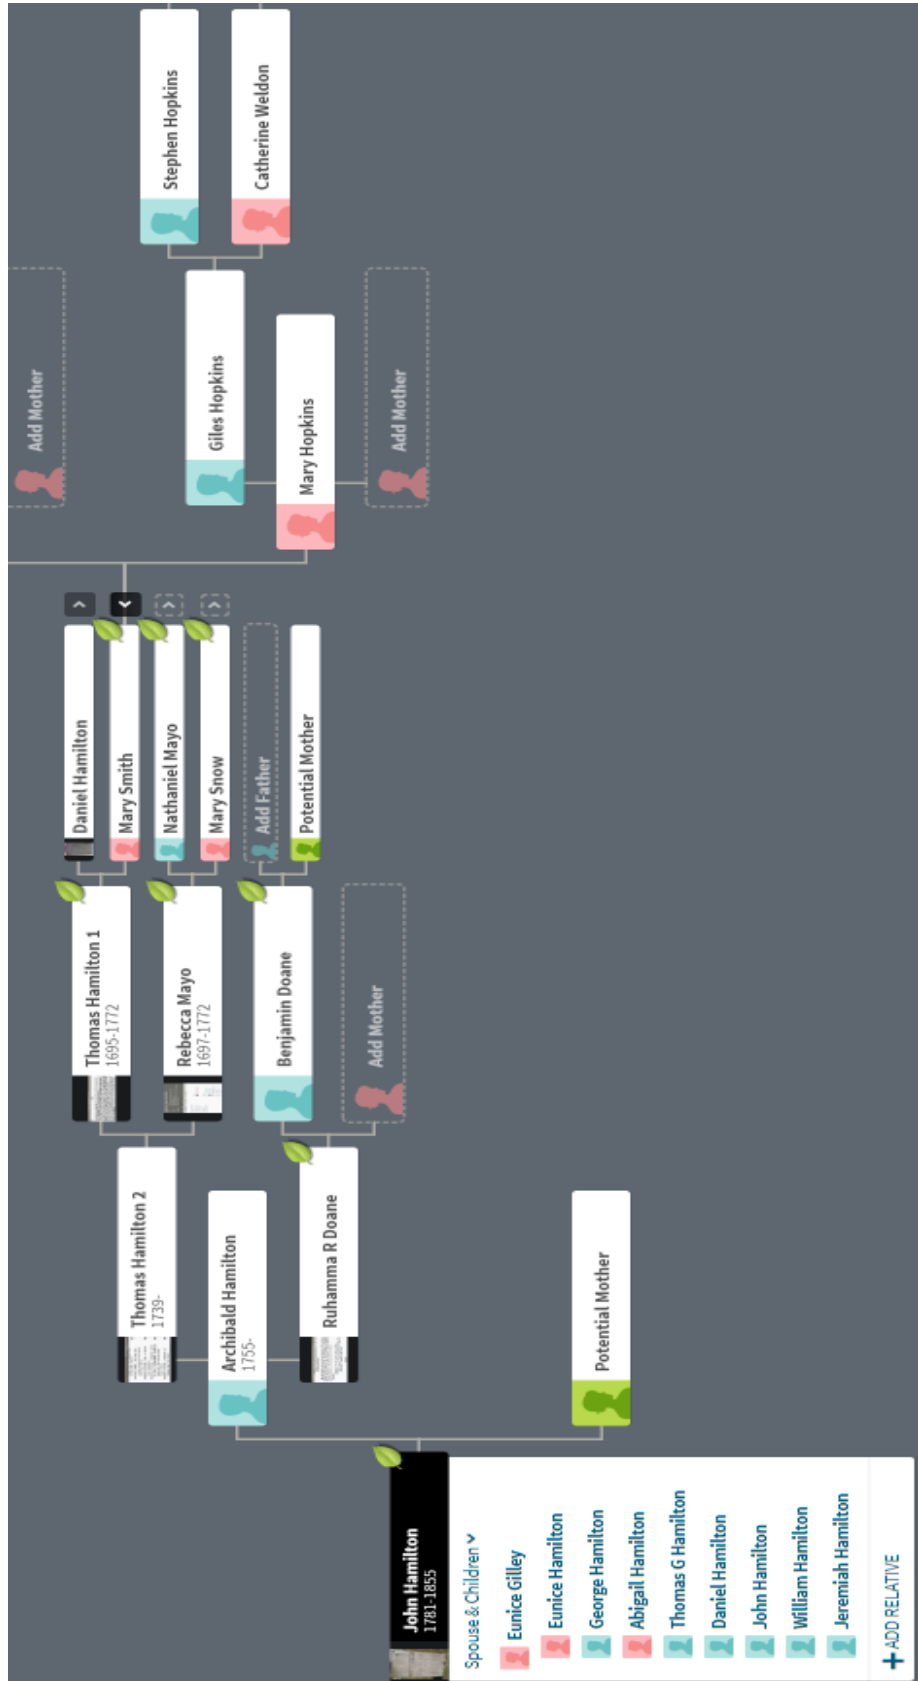 Stephen Hopkins
Catherine Weldon
Add Mother
Giles Hopkins
Mary Hopkins
Add Mother
Daniel Hamilton
Mary Smith
Nathaniel Mayo
Mary Snow
Add Father
Potential Mother
Thomas Hamilton 1
1695-1772
Rebecca Mayo
1697-1772
Benjamin Doane
Add Mother
Thomas Hamilton 2
1739-
Archibald Hamilton
1755-
Ruhamma R Doane
Potential Mother
John Hamilton
1781-1855
Spouse & Children
Eunice Gilley
Eunice Hamilton
George Hamilton
Abigail Hamilton
Thomas G Hamilton
Daniel Hamilton
John Hamilton
William Hamilton
Jeremiah Hamilton
+ ADD RELATIVE